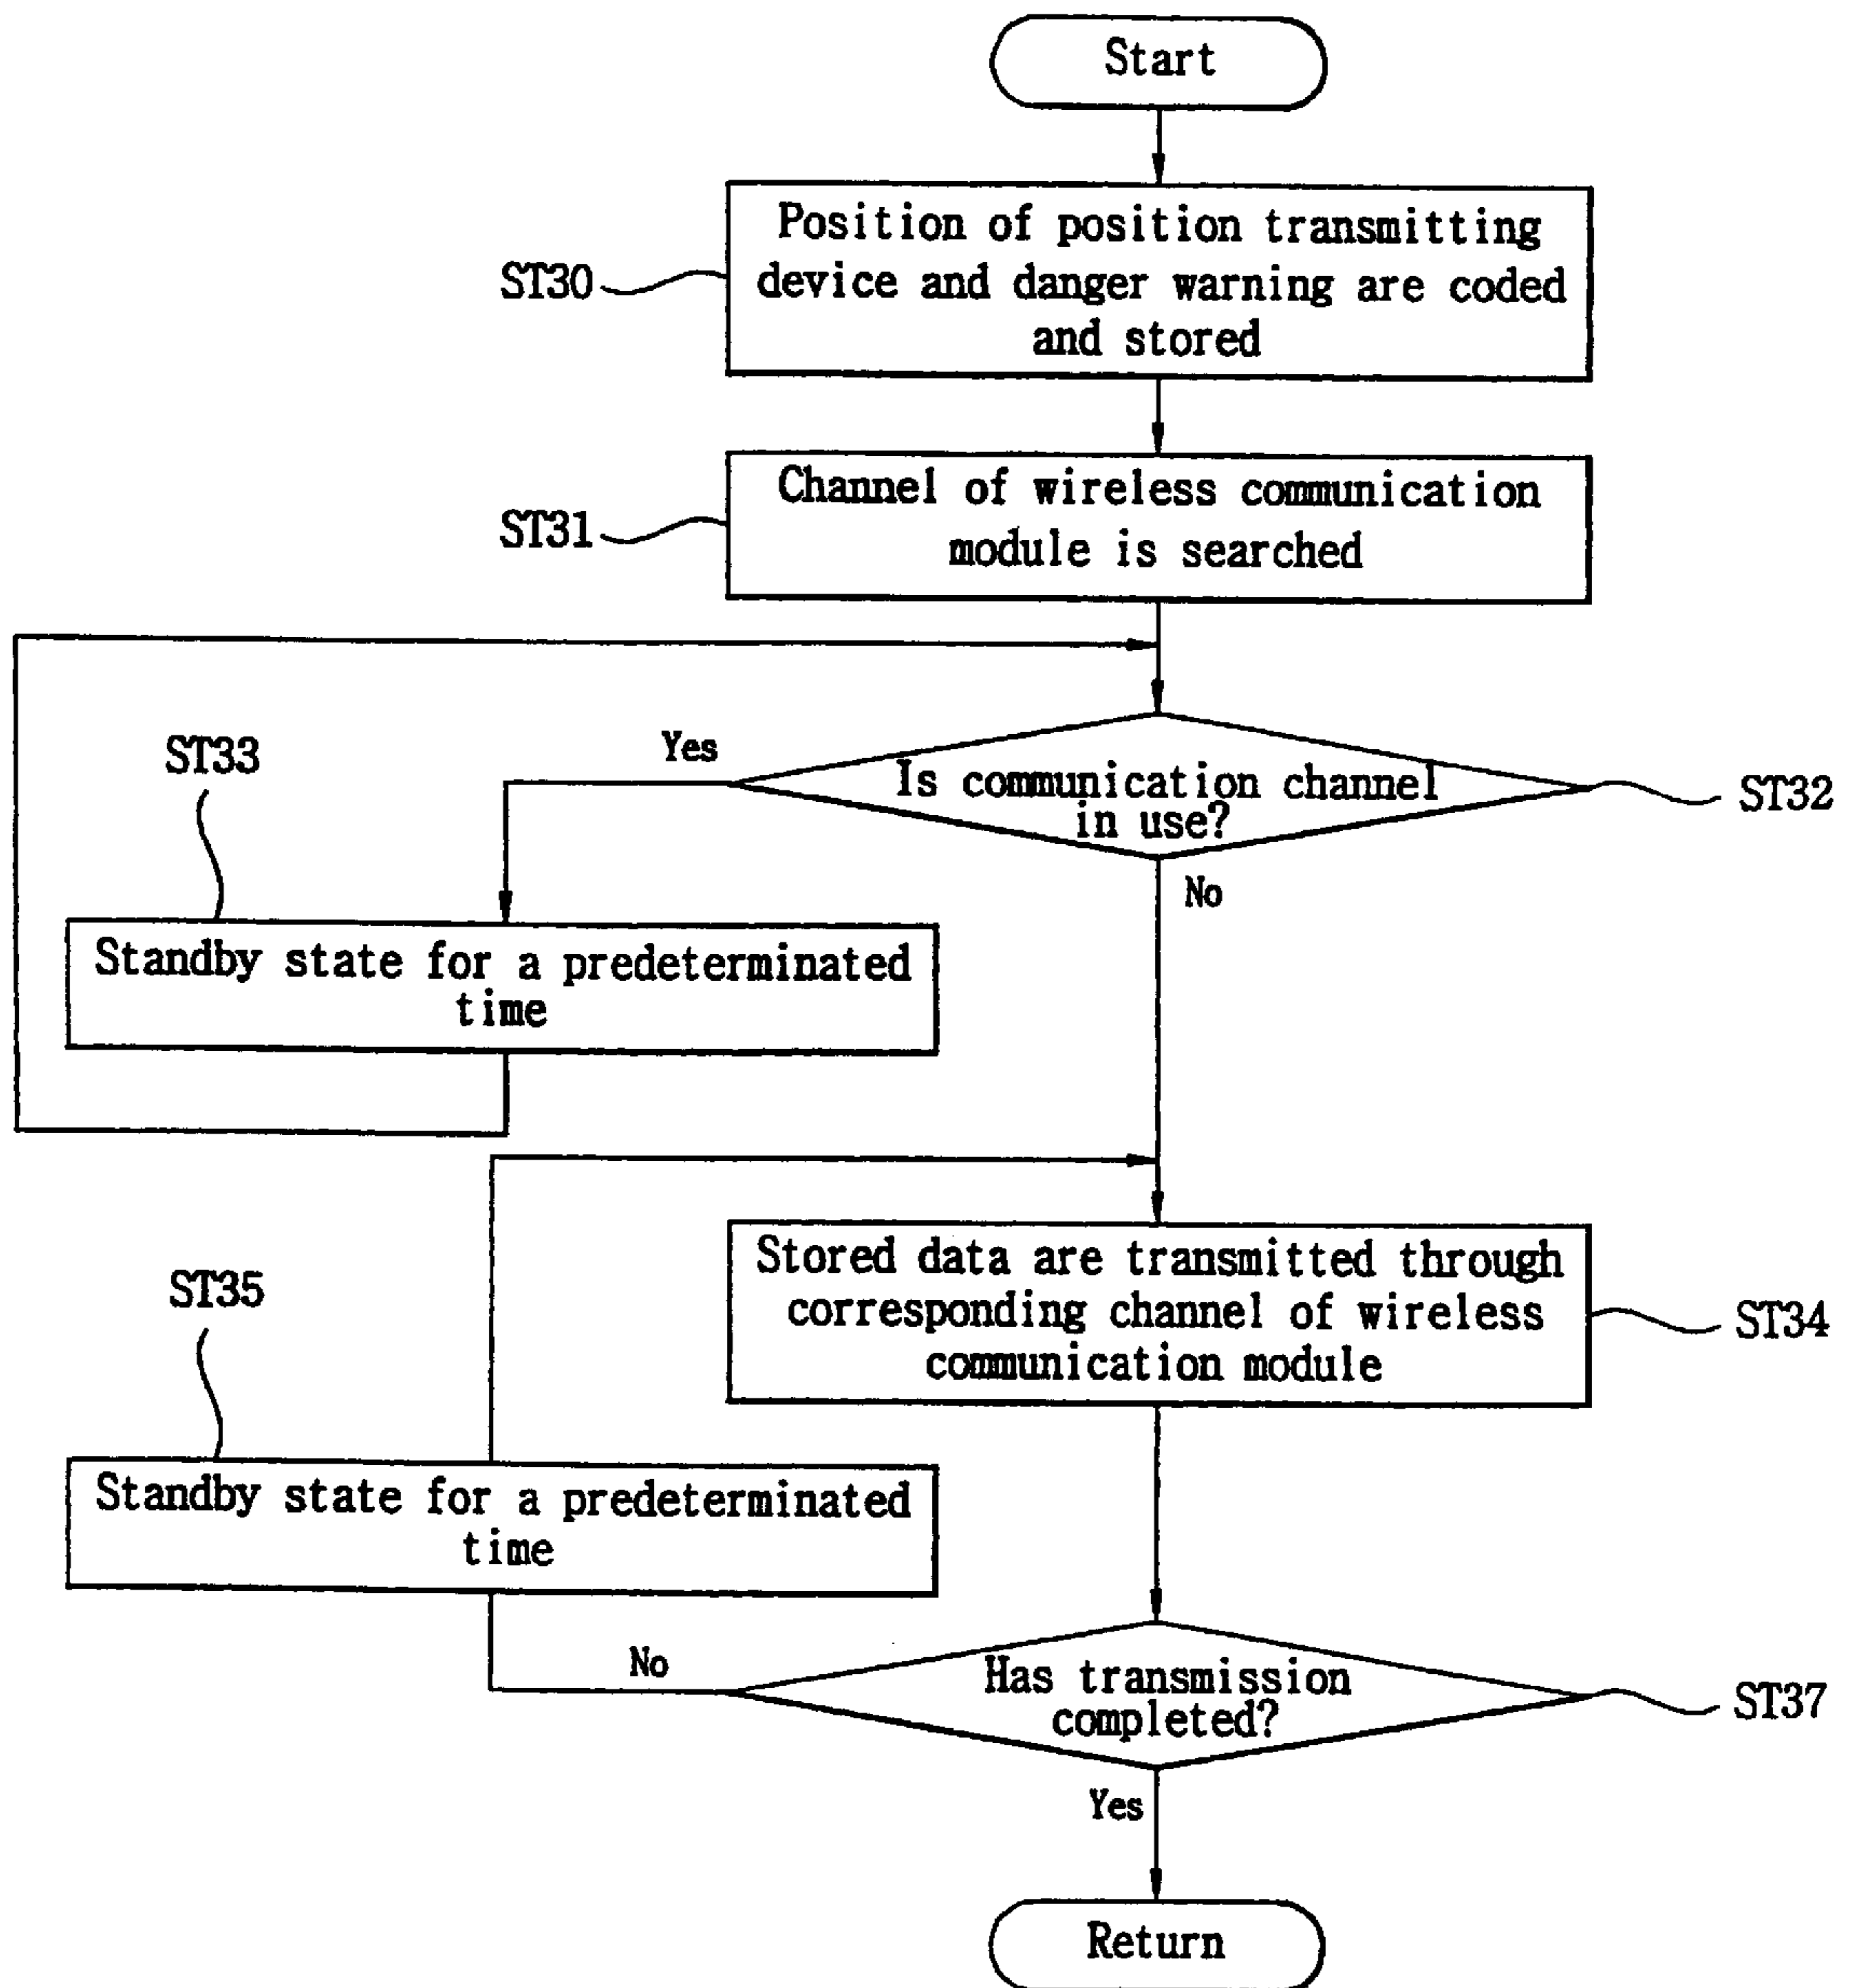 Start
Position of position transmitting
device and danger warning are coded
and stored
ST30
Channel of wireless communication
module is searched
ST31
Yes
Is communication channel
in use?
ST32
No
ST33
Standby state for a predeterminated
time
Stored data are transmitted through
corresponding channel of wireless
communication module
ST34
ST35
Standby state for a predeterminated
time
No
Has transmission
completed?
ST37
Yes
Return